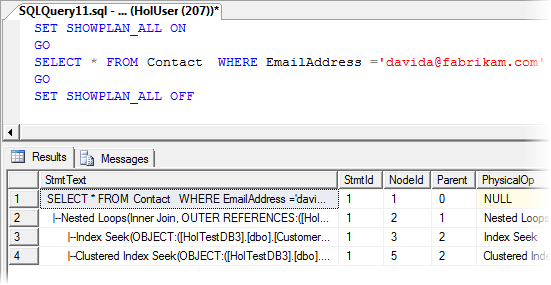 SQLQuery11.sql - ... (HolUser (207))*
SET SHOWPLAN_ALL ON
GO
SELECT * FROM Contact  WHERE EmailAddress ='davida@fabrikam.com'
GO
SET SHOWPLAN_ALL OFF
Results Messages
StmtText StmtId NodeId Parent PhysicalOp
1 SELECT * FROM Contact  WHERE EmailAddress ='davi... 1 1 0 NULL
2 |--Nested Loops(Inner Join, OUTER REFERENCES:([Hol... 1 2 1 Nested Loops
3 |--Index Seek(OBJECT:([HolTestDB3].[dbo].[Customer... 1 3 2 Index Seek
4 |--Clustered Index Seek(OBJECT:([HolTestDB3].[dbo].... 1 5 2 Clustered Ind